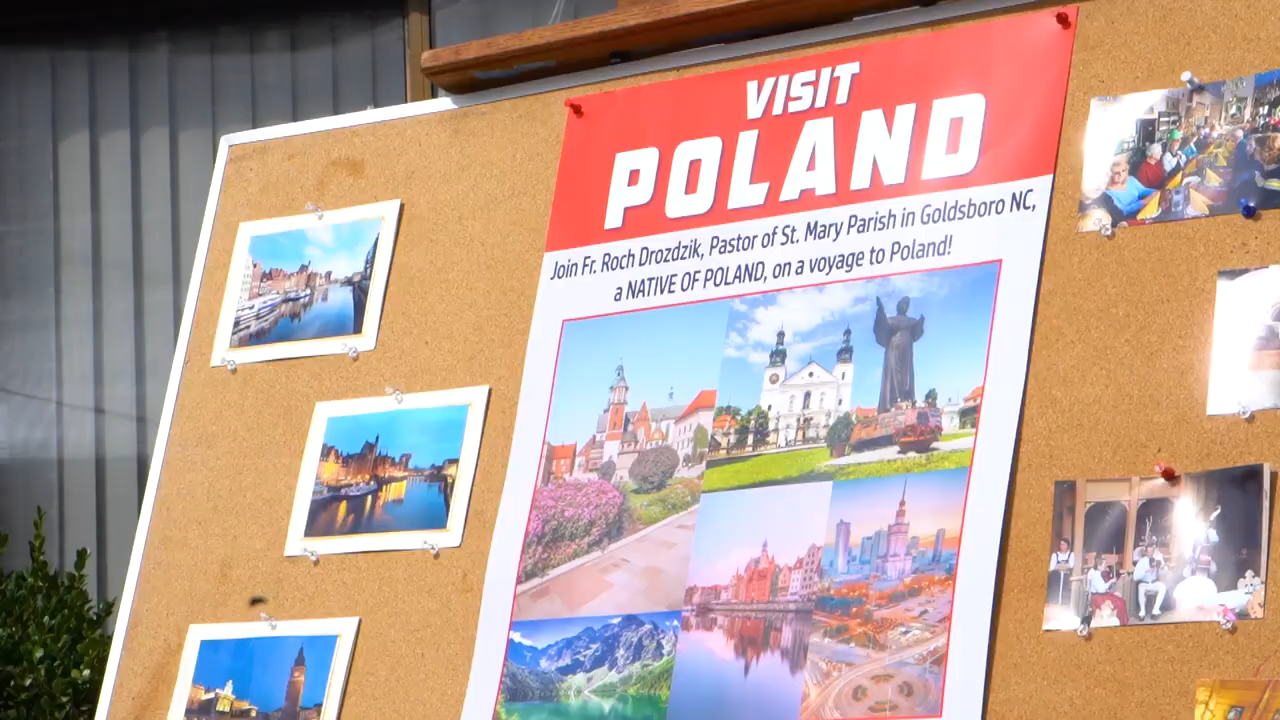 VISIT
POLAND
Join Fr. Roch Drozdzik, Pastor of St. Mary Parish in Goldsboro NC,
a NATIVE OF POLAND, on a voyage to Poland!